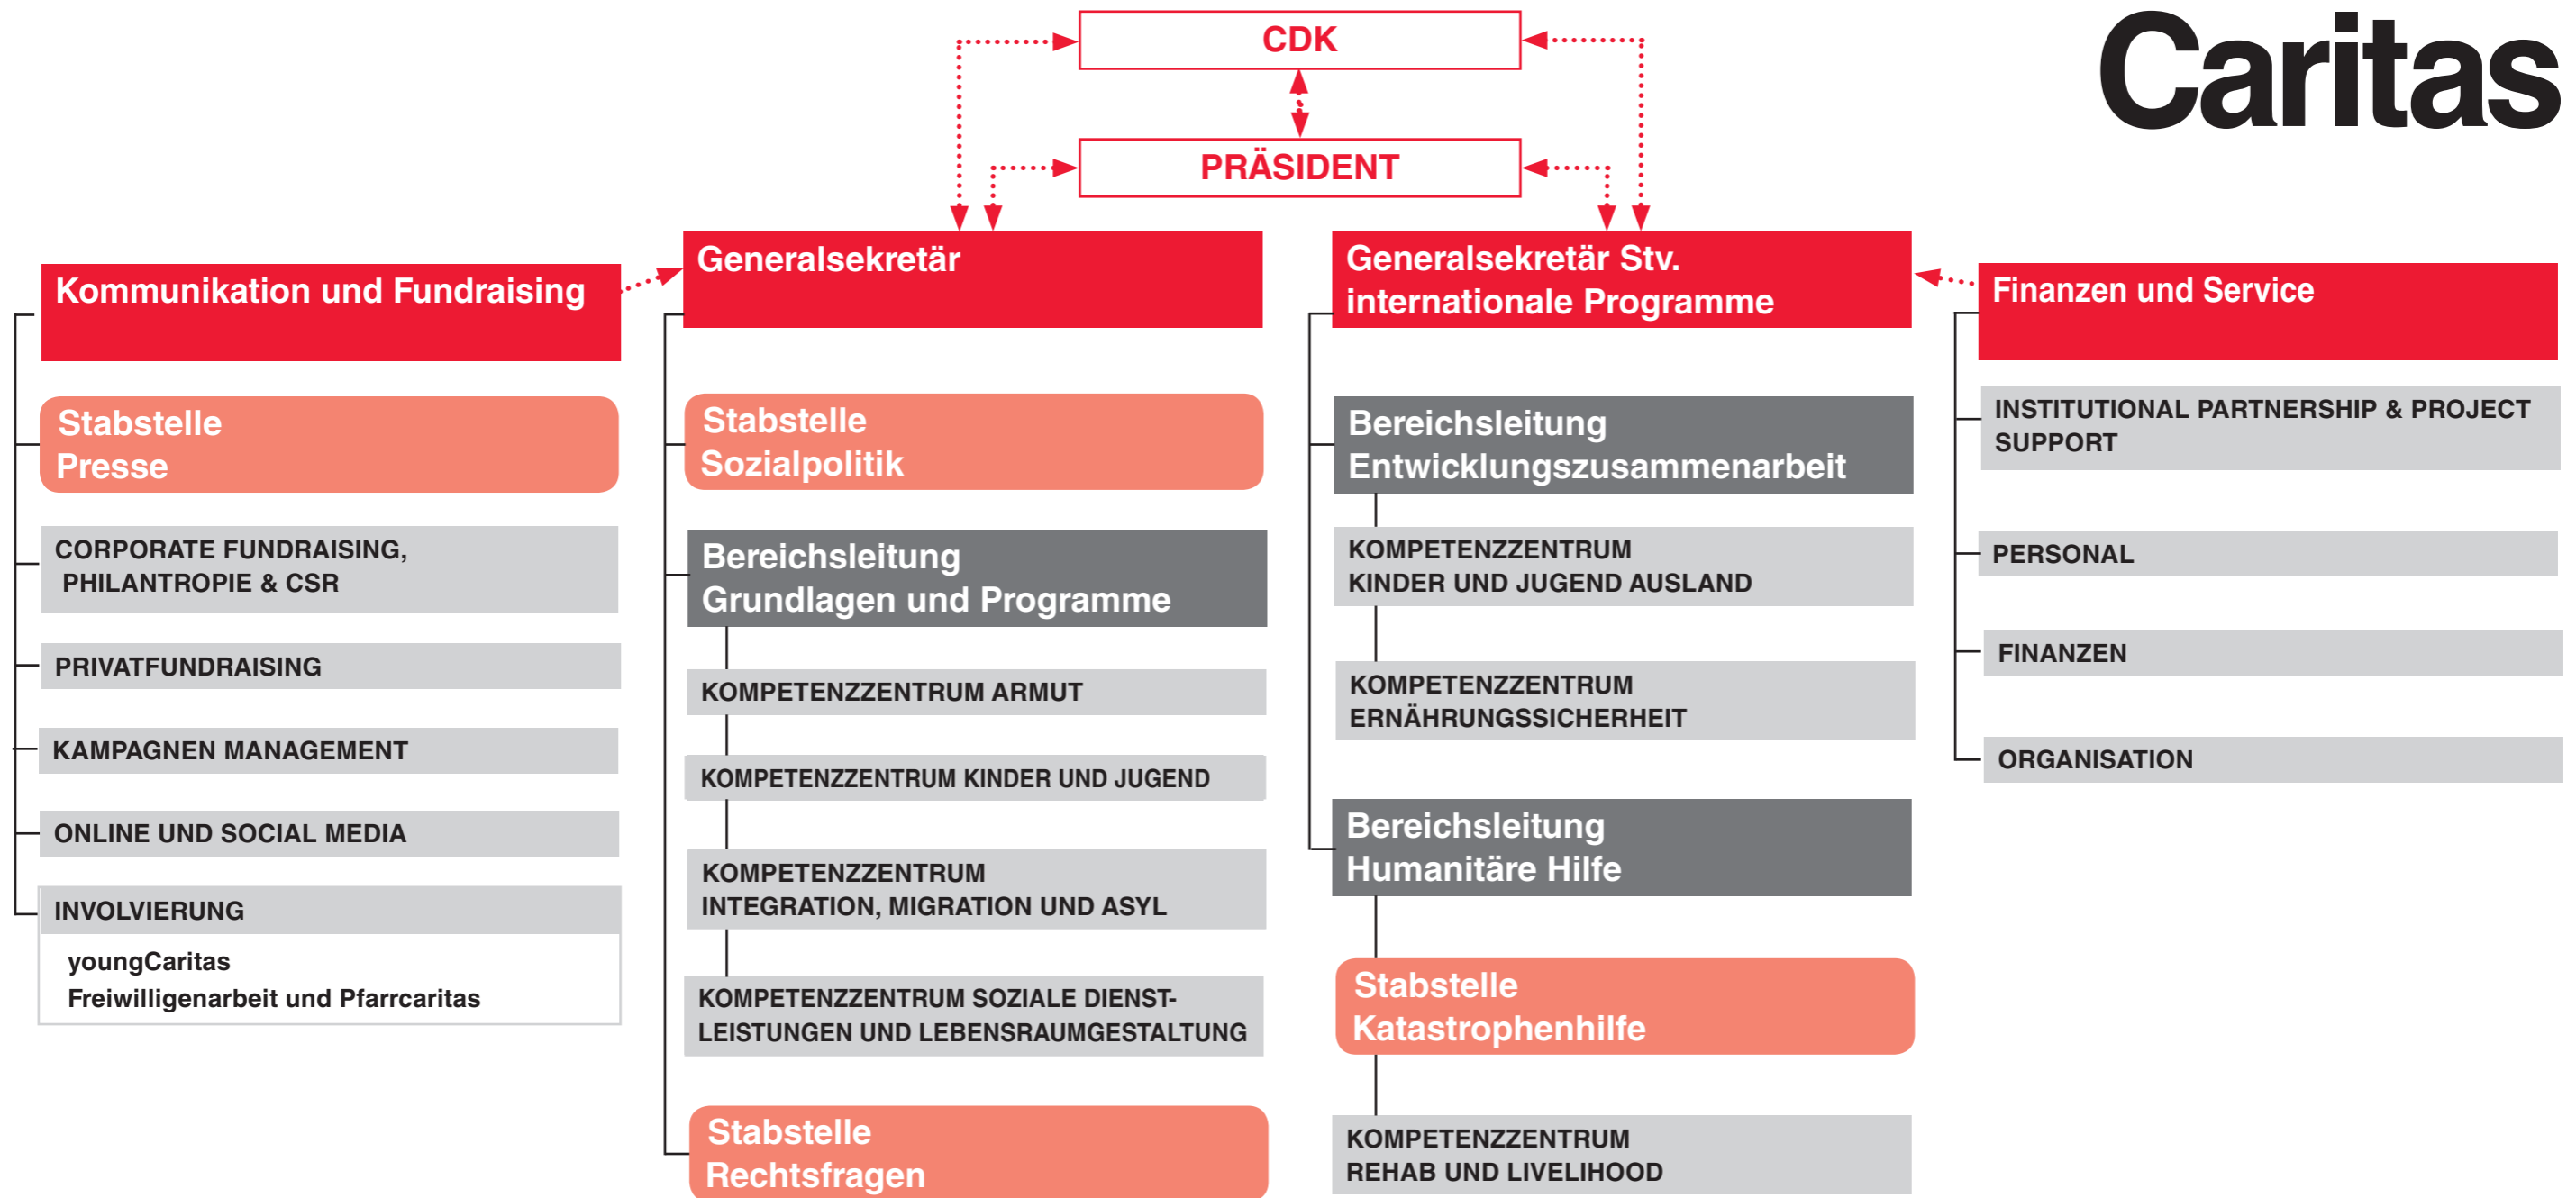 CDK
Caritas
PRÄSIDENT
Kommunikation und Fundraising
Stabstelle
Presse
CORPORATE FUNDRAISING,
PHILANTROPIE & CSR
PRIVATFUNDRAISING
KAMPAGNEN MANAGEMENT
ONLINE UND SOCIAL MEDIA
INVOLVIERUNG
youngCaritas
Freiwilligenarbeit und Pfarrcaritas
Generalsekretär
Stabstelle
Sozialpolitik
Bereichsleitung
Grundlagen und Programme
KOMPETENZZENTRUM ARMUT
KOMPETENZZENTRUM KINDER UND JUGEND
KOMPETENZZENTRUM
INTEGRATION, MIGRATION UND ASYL
KOMPETENZZENTRUM SOZIALE DIENST-
LEISTUNGEN UND LEBENSRAUMGESTALTUNG
Stabstelle
Rechtsfragen
Generalsekretär Stv.
internationale Programme
Bereichsleitung
Entwicklungszusammenarbeit
KOMPETENZZENTRUM
KINDER UND JUGEND AUSLAND
KOMPETENZZENTRUM
ERNÄHRUNGSSICHERHEIT
Bereichsleitung
Humanitäre Hilfe
Stabstelle
Katastrophenhilfe
KOMPETENZZENTRUM
REHAB UND LIVELIHOOD
Finanzen und Service
INSTITUTIONAL PARTNERSHIP & PROJECT
SUPPORT
PERSONAL
FINANZEN
ORGANISATION